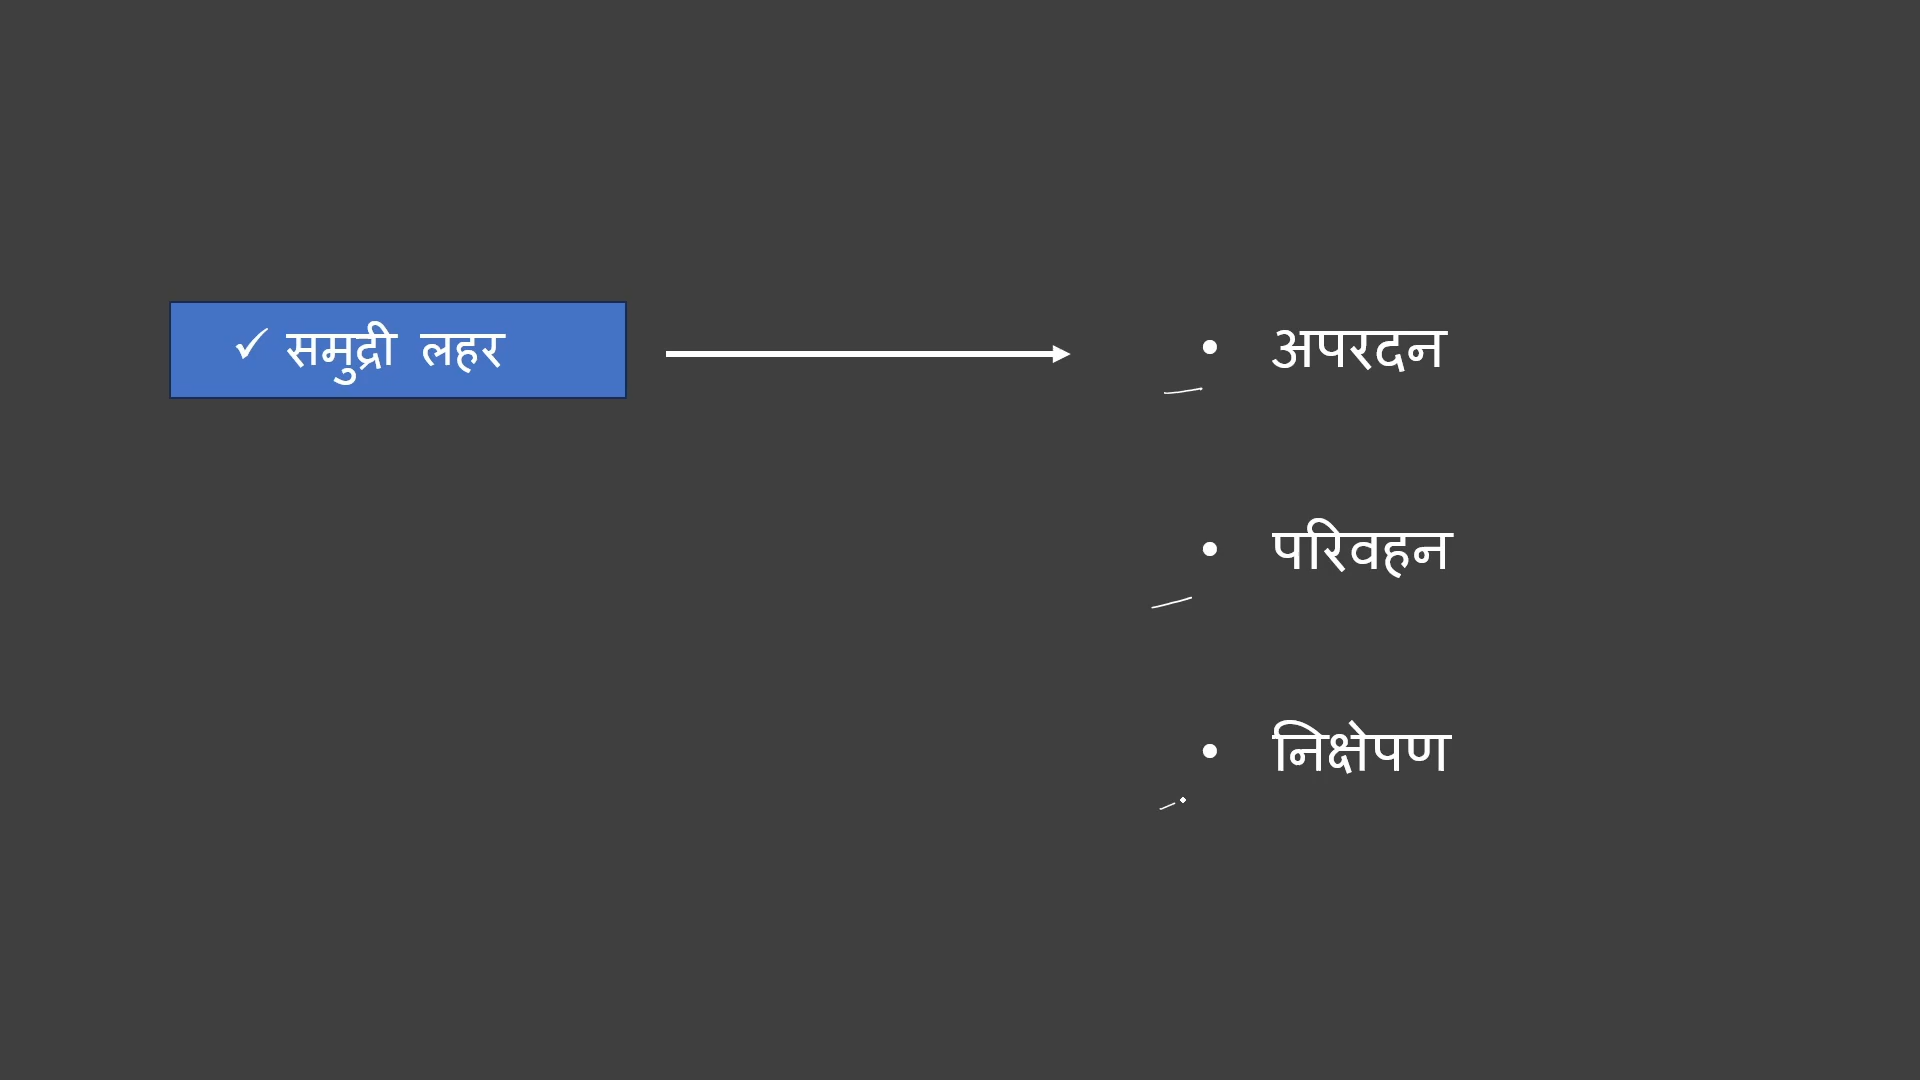 ✓ समुद्री लहर
• अपरदन
• परिवहन
• निक्षेपण